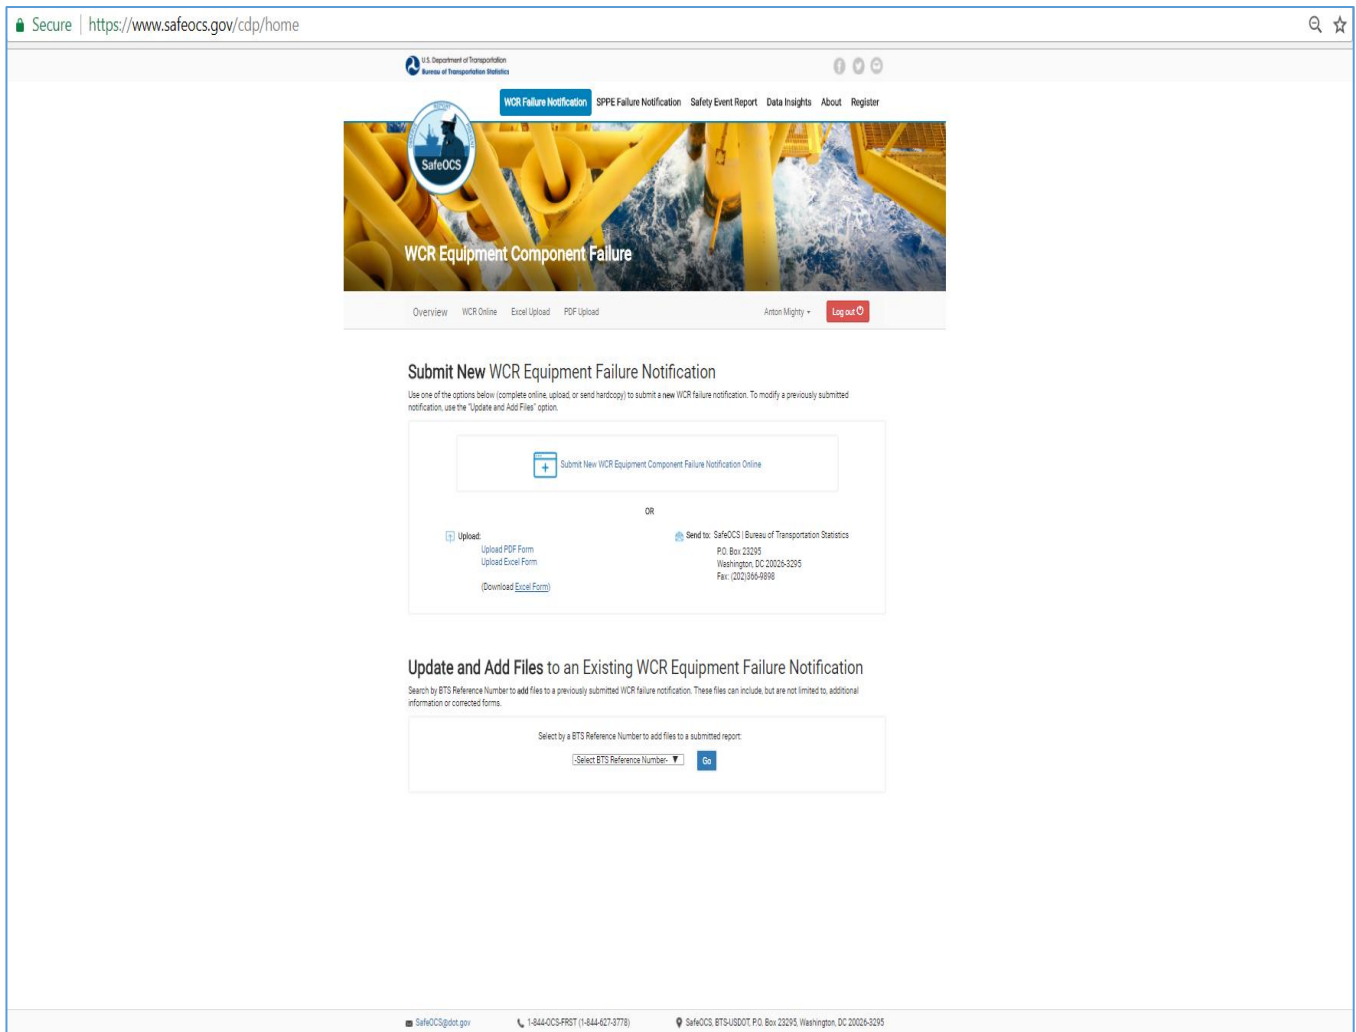 Secure | https://www.safeocs.gov/cdp/home
U.S. Department of Transportation
Bureau of Transportation Statistics
WCR Failure Notification SPPE Failure Notification Safety Event Report Data Insights About Register
SafeOCS
WCR Equipment Component Failure
Overview WCR Online Excel Upload PDF Upload Anton Mighty Log out
Submit New WCR Equipment Failure Notification
Use one of the options below (complete online, upload, or send hardcopy) to submit a new WCR failure notification. To modify a previously submitted
notification, use the "Update and Add Files" option.
Submit New WCR Equipment Component Failure Notification Online
OR
Upload: Send to: SafeOCS | Bureau of Transportation Statistics
Upload PDF Form P.O. Box 23295
Upload Excel Form Washington, DC 20026-3295
Fax: (202)366-9898
(Download Excel Form)
Update and Add Files to an Existing WCR Equipment Failure Notification
Search by BTS Reference Number to add files to a previously submitted WCR failure notification. These files can include, but are not limited to, additional
information or corrected forms.
Select by a BTS Reference Number to add files to a submitted report:
-Select BTS Reference Number- Go
SafeOCS@dot.gov 1-844-OCS-FRST (1-844-627-3778) SafeOCS, BTS-USDOT, P.O. Box 23295, Washington, DC 20026-3295